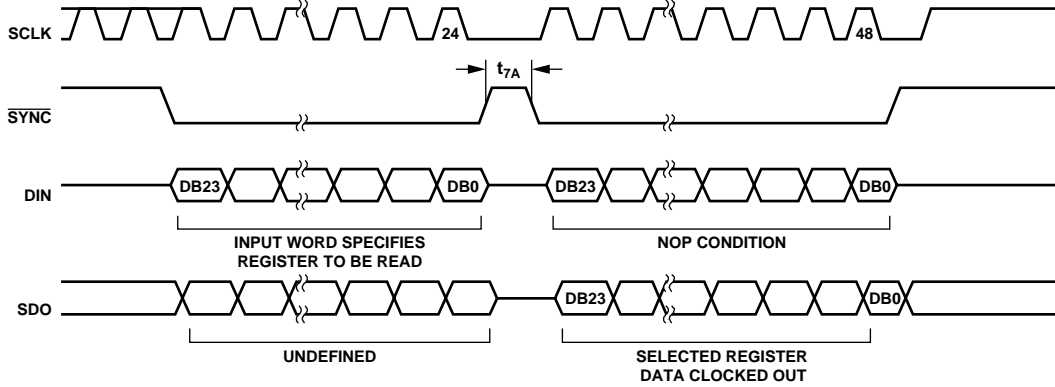 SCLK
24
48
t7A
SYNC
DIN
DB23
DB0
DB23
DB0
INPUT WORD SPECIFIES
REGISTER TO BE READ
NOP CONDITION
SDO
DB23
DB0
UNDEFINED
SELECTED REGISTER
DATA CLOCKED OUT